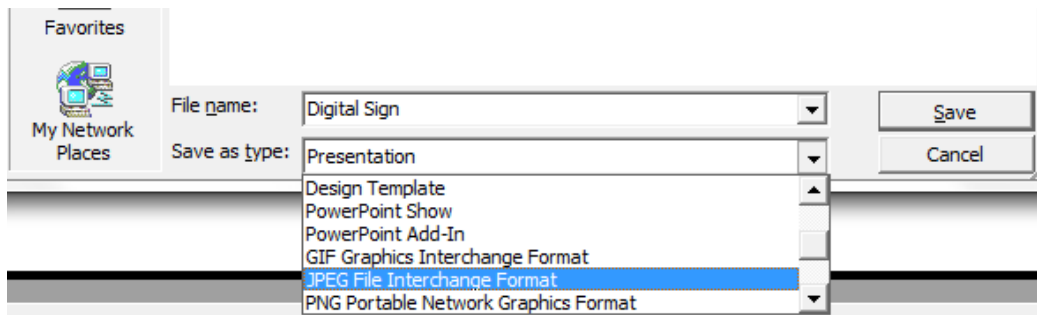 Favorites
My Network
Places
File name:
Digital Sign
Save
Save as type:
Presentation
Cancel
Design Template
PowerPoint Show
PowerPoint Add-In
GIF Graphics Interchange Format
JPEG File Interchange Format
PNG Portable Network Graphics Format